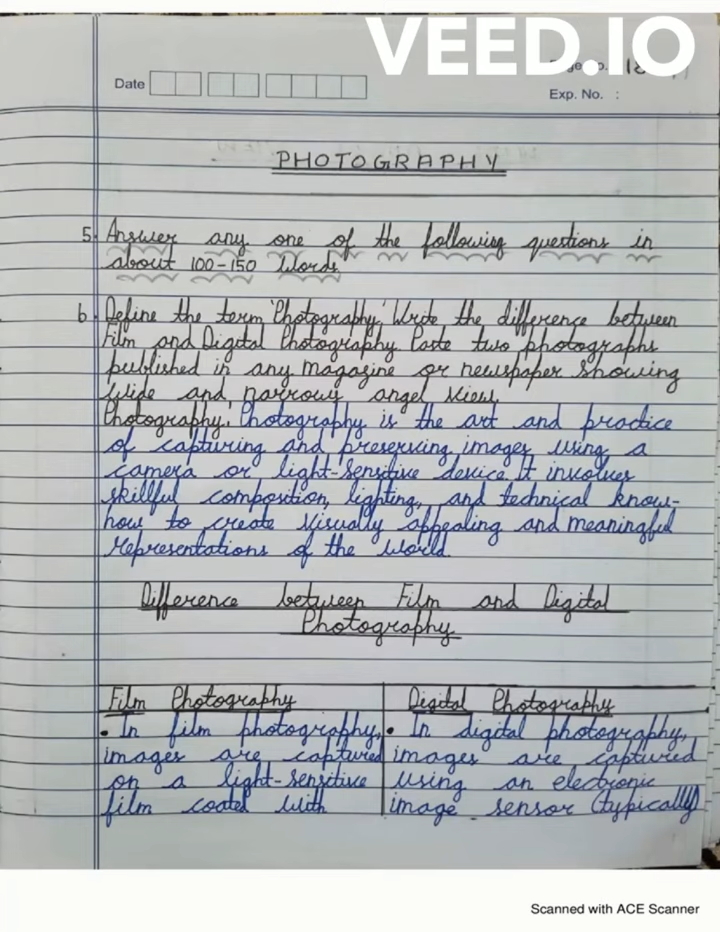 VEED.IO
Date
Exp. No. :
PHOTOGRAPHY
5. Answer any one of the following questions in
about 100-150 Words
b. Define the term 'Photography.' Write the difference between
Film and Digital Photography. Paste two photographs
published in any magazine or newspaper showing
wide and narrow angel view.
Photography: Photography is the art and practice
of capturing and preserving images using a
camera or light-sensitive device. It involves
skillful composition, lighting, and technical know-
how to create visually appealing and meaningful
representations of the world.
Difference between Film and Digital
Photography
Film Photography
Digital Photography
• In film photography,
images are captured
on a light-sensitive
film coated with
• In digital photography,
images are captured
using an electronic
image sensor (typically)
Scanned with ACE Scanner